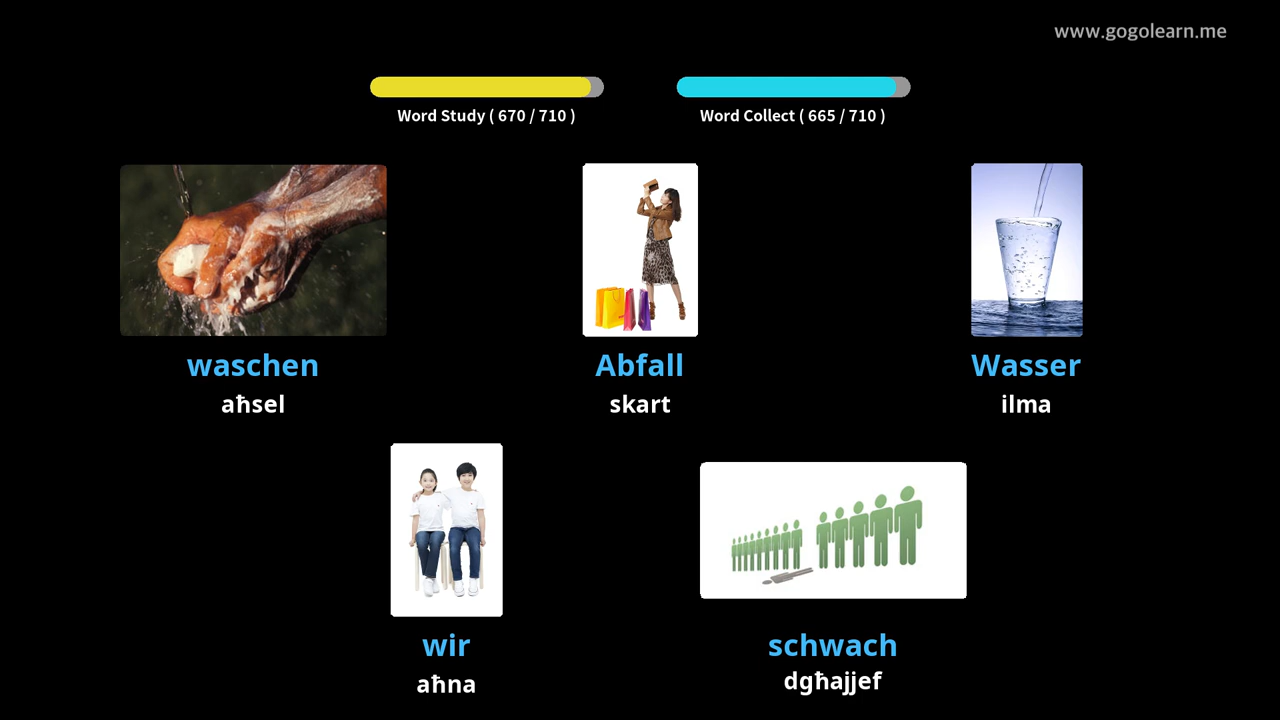 www.gogolearn.me
Word Study ( 670 / 710 )
Word Collect ( 665 / 710 )
waschen
aħsel
Abfall
skart
Wasser
ilma
wir
aħna
schwach
dgħajjef